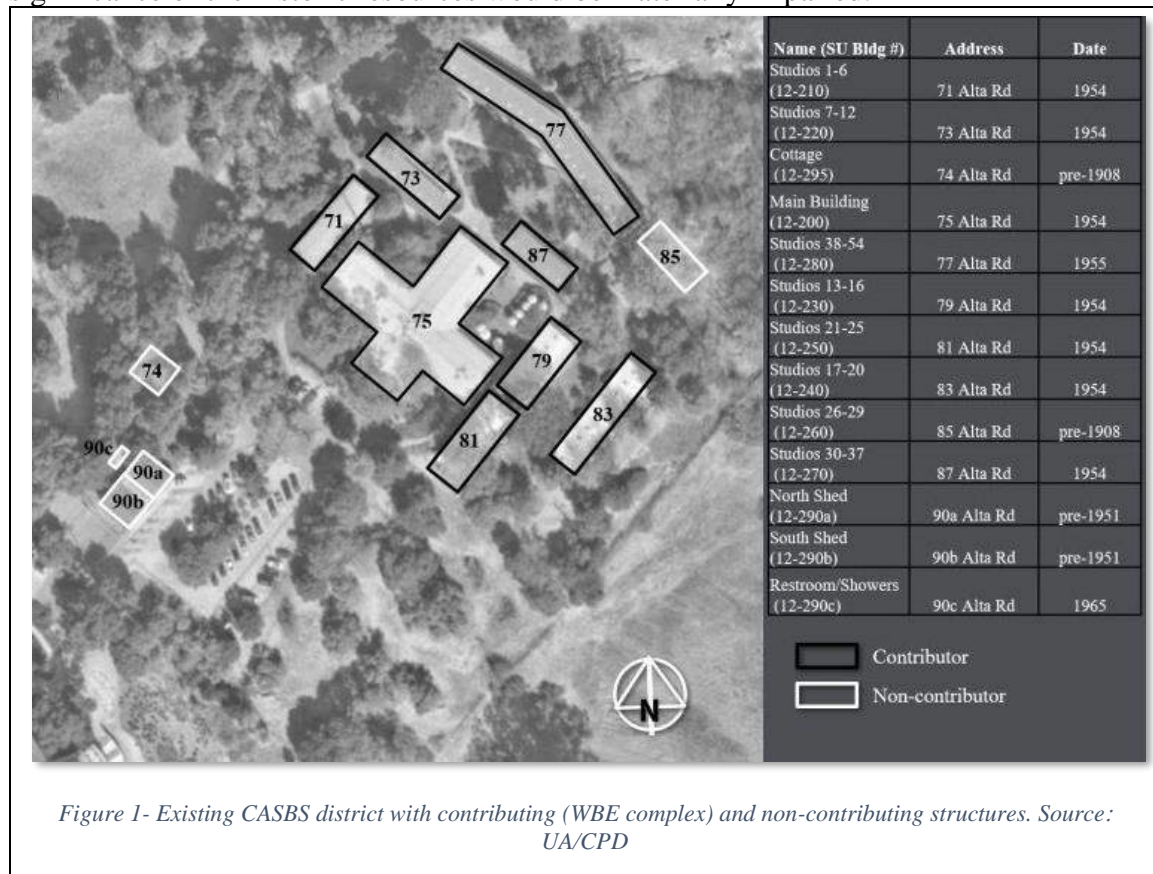 significance of the historic resources would be materially impaired.
77
73
71
87
85
75
79
74
83
81
90c
90a
90b
N
Name (SU Bldg #) Address Date
Studios 1-6
(12-210) 71 Alta Rd 1954
Studios 7-12
(12-220) 73 Alta Rd 1954
Cottage
(12-295) 74 Alta Rd pre-1908
Main Building
(12-200) 75 Alta Rd 1954
Studios 38-54
(12-280) 77 Alta Rd 1955
Studios 13-16
(12-230) 79 Alta Rd 1954
Studios 21-25
(12-250) 81 Alta Rd 1954
Studios 17-20
(12-240) 83 Alta Rd 1954
Studios 26-29
(12-260) 85 Alta Rd pre-1908
Studios 30-37
(12-270) 87 Alta Rd 1954
North Shed
(12-290a) 90a Alta Rd pre-1951
South Shed
(12-290b) 90b Alta Rd pre-1951
Restroom/Showers
(12-290c) 90c Alta Rd 1965
Contributor
Non-contributor
Figure 1- Existing CASBS district with contributing (WBE complex) and non-contributing structures. Source:
UA/CPD